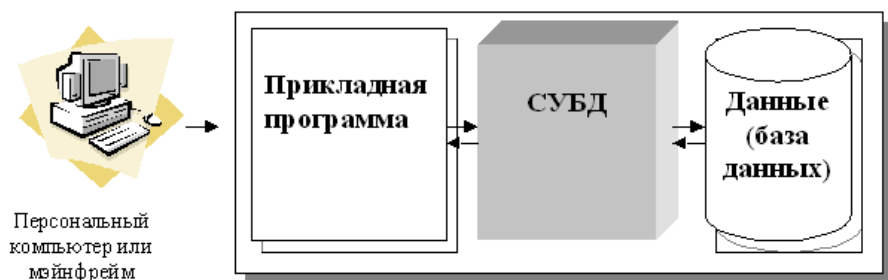 Прикладная
программа
СУБД
Данные
(база
данных)
Персональный
компьютер или
мэйнфрейм